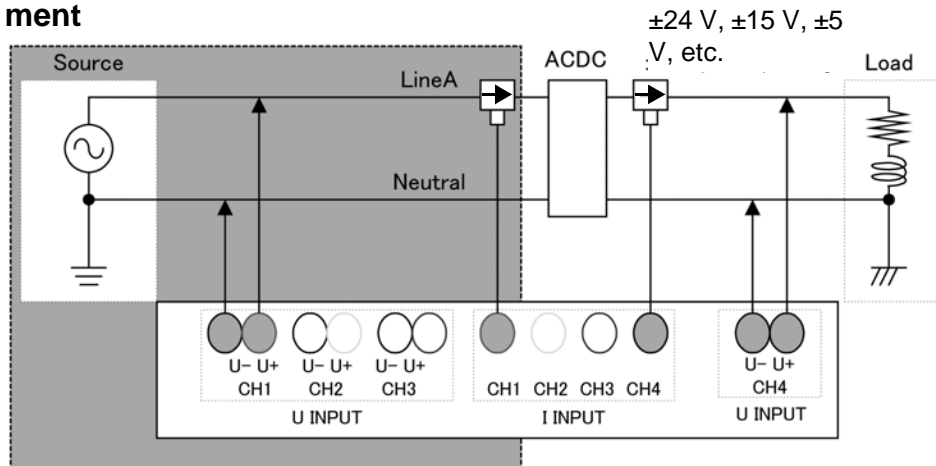 ment
±24 V, ±15 V, ±5
V, etc.
Source
ACDC
Load
LineA
Neutral
U- U+
U- U+
U- U+
CH1
CH2
CH3
U INPUT
CH1 CH2 CH3 CH4
I INPUT
U- U+
CH4
U INPUT